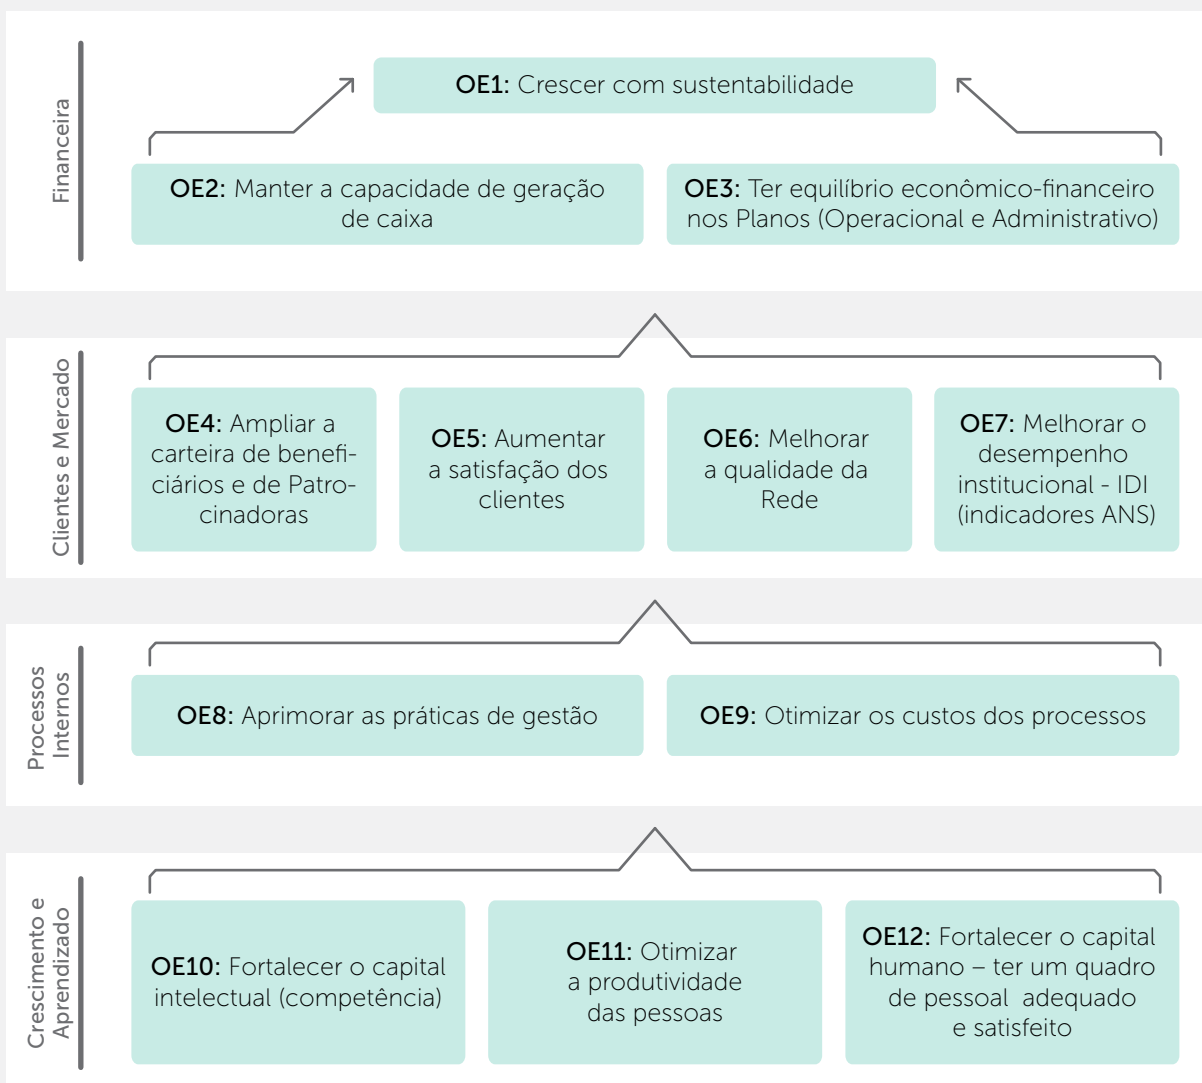 Financeira
OE1: Crescer com sustentabilidade
OE2: Manter a capacidade de geração
de caixa
OE3: Ter equilíbrio econômico-financeiro
nos Planos (Operacional e Administrativo)
Clientes e Mercado
OE4: Ampliar a
carteira de benefi-
ciários e de Patro-
cinadoras
OE5: Aumentar
a satisfação dos
clientes
OE6: Melhorar
a qualidade da
Rede
OE7: Melhorar o
desempenho
institucional - IDI
(indicadores ANS)
Processos
Internos
OE8: Aprimorar as práticas de gestão
OE9: Otimizar os custos dos processos
Crescimento e
Aprendizado
OE10: Fortalecer o capital
intelectual (competência)
OE11: Otimizar
a produtividade
das pessoas
OE12: Fortalecer o capital
humano – ter um quadro
de pessoal  adequado
e satisfeito